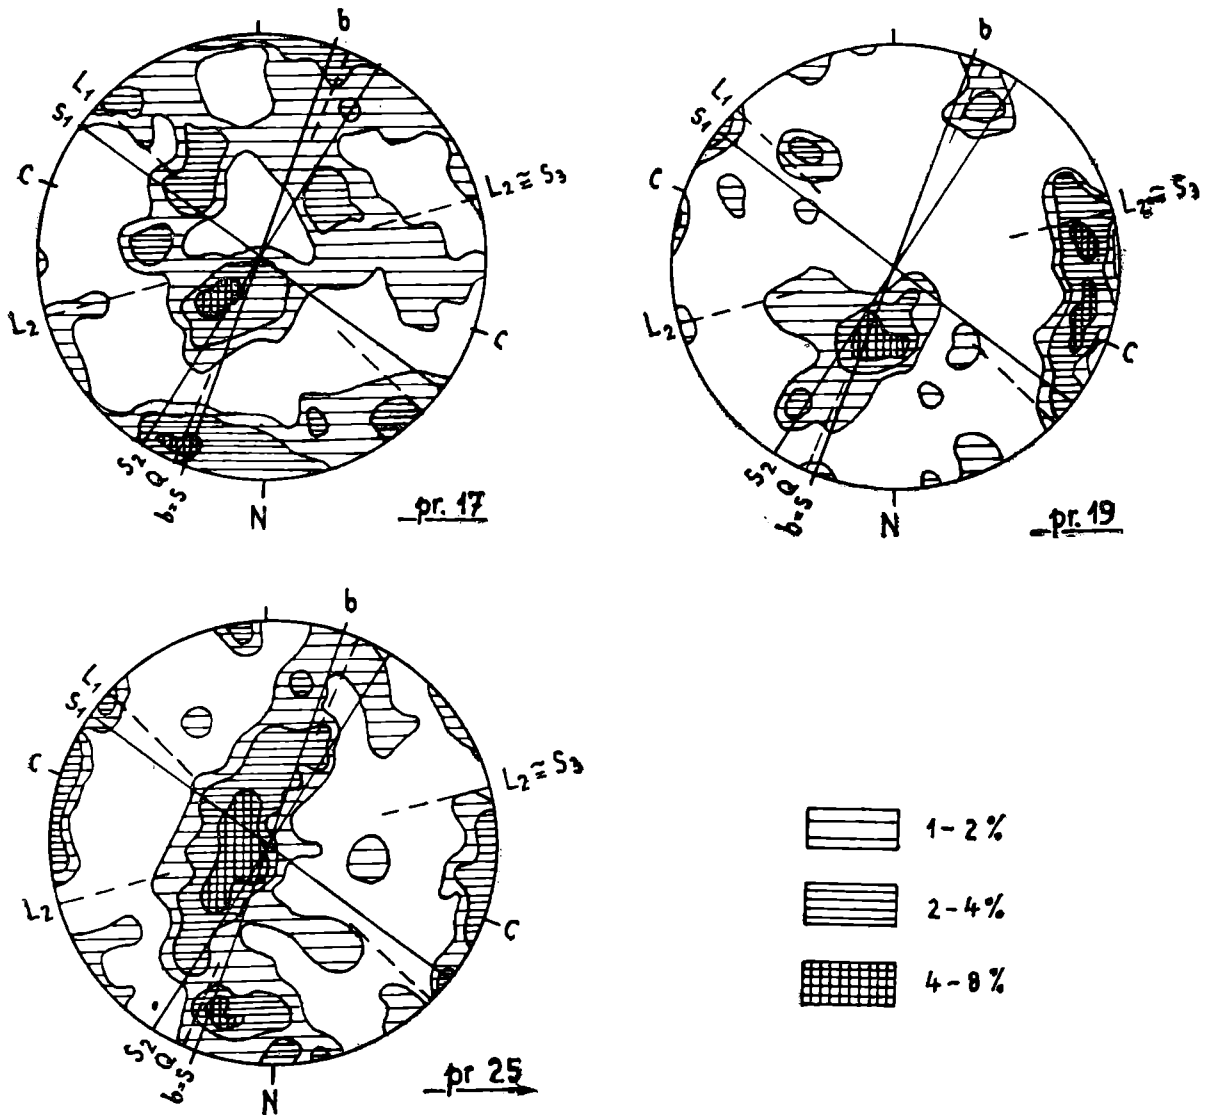 b
L₁
S₁
C
L₂ ≅ S₃
L₂
C
S₂
Q
b=S
N
pr. 17
b
L₁
S₁
C
L₂ ≅ S₃
L₂
C
S₂
Q
b=S
N
pr. 19
b
L₁
S₁
C
L₂ ≅ S₃
L₂
C
S₂
Q
b=S
N
pr 25
1-2%
2-4%
4-8%